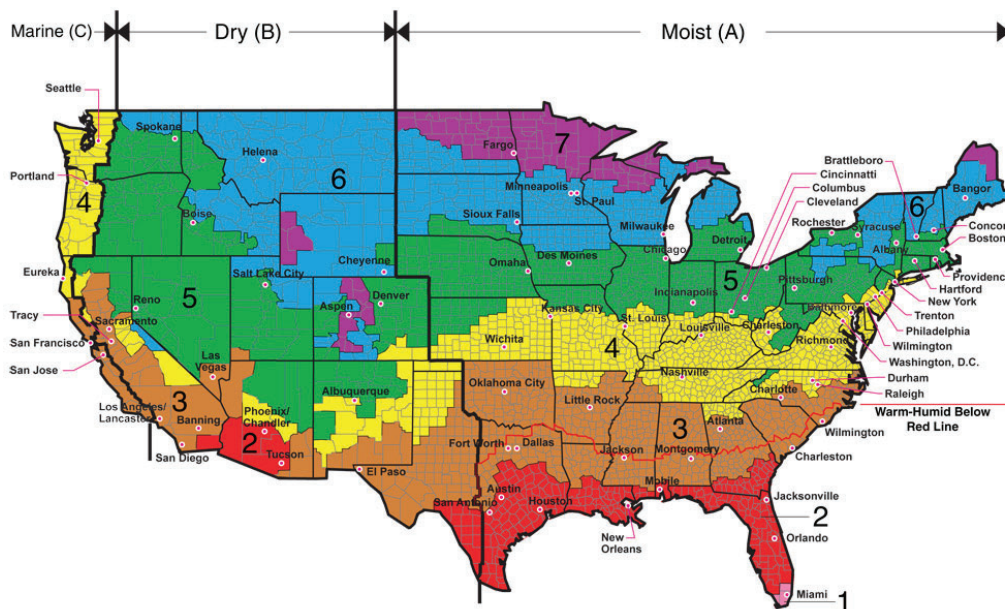 Marine (C)
Dry (B)
Moist (A)
Seattle
Spokane
Helena
Fargo
7
Portland
4
Boise
6
Minneapolis
St. Paul
Sioux Falls
Milwaukee
Brattleboro
Cincinnatti
Columbus
Cleveland
Rochester
Syracuse
6
Bangor
Concord
Boston
Albany
Eureka
Salt Lake City
Cheyenne
Chicago
Detroit
5
Omaha
Des Moines
Pittsburgh
Providence
Hartford
New York
Reno
5
Aspen
Denver
Indianapolis
Tracy
Sacramento
Kansas City
St. Louis
Louisville
Charleston
Baltimore
Trenton
Philadelphia
San Francisco
San Jose
Las
Vegas
Wichita
4
Richmond
Wilmington
Washington, D.C.
Nashville
Durham
Raleigh
Albuquerque
Oklahoma City
Charlotte
Los Angeles/
Lancaster
3
Banning
Phoenix/
Chandler
2
Little Rock
3
Atlanta
Warm-Humid Below
Red Line
San Diego
Tucson
Fort Worth
Dallas
Jackson
Montgomery
Wilmington
El Paso
Charleston
Austin
San Antonio
Houston
Mobile
Jacksonville
2
New
Orleans
Orlando
Miami
1